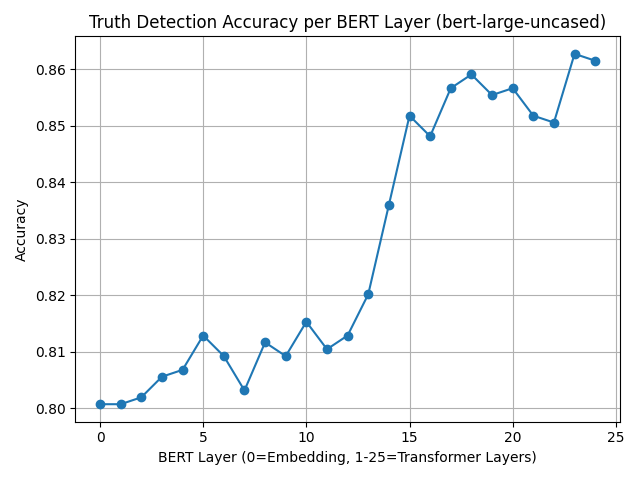 Truth Detection Accuracy per BERT Layer (bert-large-uncased)
0.86
0.85
0.84
0.83
0.82
0.81
0.80
Accuracy
0 5 10 15 20 25
BERT Layer (0=Embedding, 1-25=Transformer Layers)